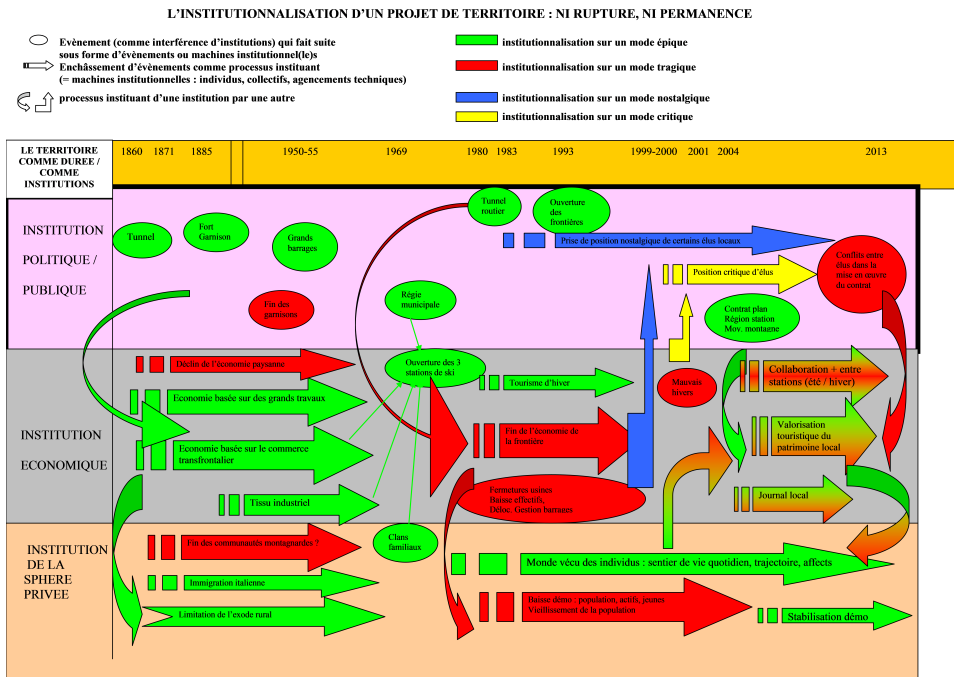 L'INSTITUTIONNALISATION D'UN PROJET DE TERRITOIRE : NI RUPTURE, NI PERMANENCE
Evènement (comme interférence d'institutions) qui fait suite
sous forme d'évènements ou machines institutionnel(le)s
Enchâssement d'évènements comme processus instituant
(= machines institutionnelles : individus, collectifs, agencements techniques)
processus instituant d'une institution par une autre
institutionnalisation sur un mode épique
institutionnalisation sur un mode tragique
institutionnalisation sur un mode nostalgique
institutionnalisation sur un mode critique
LE TERRITOIRE
COMME DUREE /
COMME
INSTITUTIONS
1860 1871 1885 1950-55 1969 1980 1983 1993 1999-2000 2001 2004 2013
INSTITUTION
POLITIQUE /
PUBLIQUE
Tunnel
Fort
Garnison
Grands
barrages
Fin des
garnisons
Régie
municipale
Tunnel
routier
Ouverture
des
frontières
Prise de position nostalgique de certains élus locaux
Position critique d'élus
Conflits entre
élus dans la
mise en œuvre
du contrat
Contrat plan
Région station
Mov. montagne
INSTITUTION
ECONOMIQUE
Déclin de l'économie paysanne
Economie basée sur des grands travaux
Economie basée sur le commerce
transfrontalier
Tissu industriel
Ouverture des 3
stations de ski
Tourisme d'hiver
Fin de l'économie de
la frontière
Fermetures usines
Baisse effectifs.
Déloc. Gestion barrages
Mauvais
hivers
Collaboration + entre
stations (été / hiver)
Valorisation
touristique du
patrimoine local
Journal local
INSTITUTION
DE LA
SPHERE
PRIVEE
Fin des communautés montagnardes ?
Immigration italienne
Limitation de l'exode rural
Clans
familiaux
Monde vécu des individus : sentier de vie quotidien, trajectoire, affects
Baisse démo : population, actifs, jeunes
Vieillissement de la population
Stabilisation démo